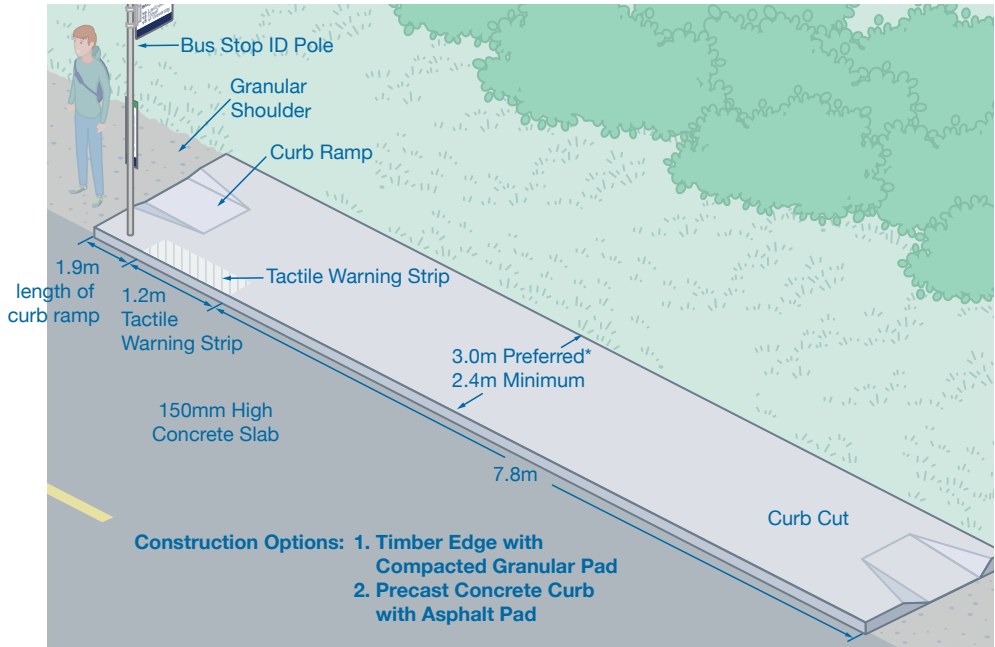 Bus Stop ID Pole
Granular
Shoulder
Curb Ramp
Tactile Warning Strip
1.9m
length of
curb ramp
1.2m
Tactile
Warning Strip
3.0m Preferred*
2.4m Minimum
150mm High
Concrete Slab
7.8m
Curb Cut
Construction Options: 1. Timber Edge with
Compacted Granular Pad
2. Precast Concrete Curb
with Asphalt Pad